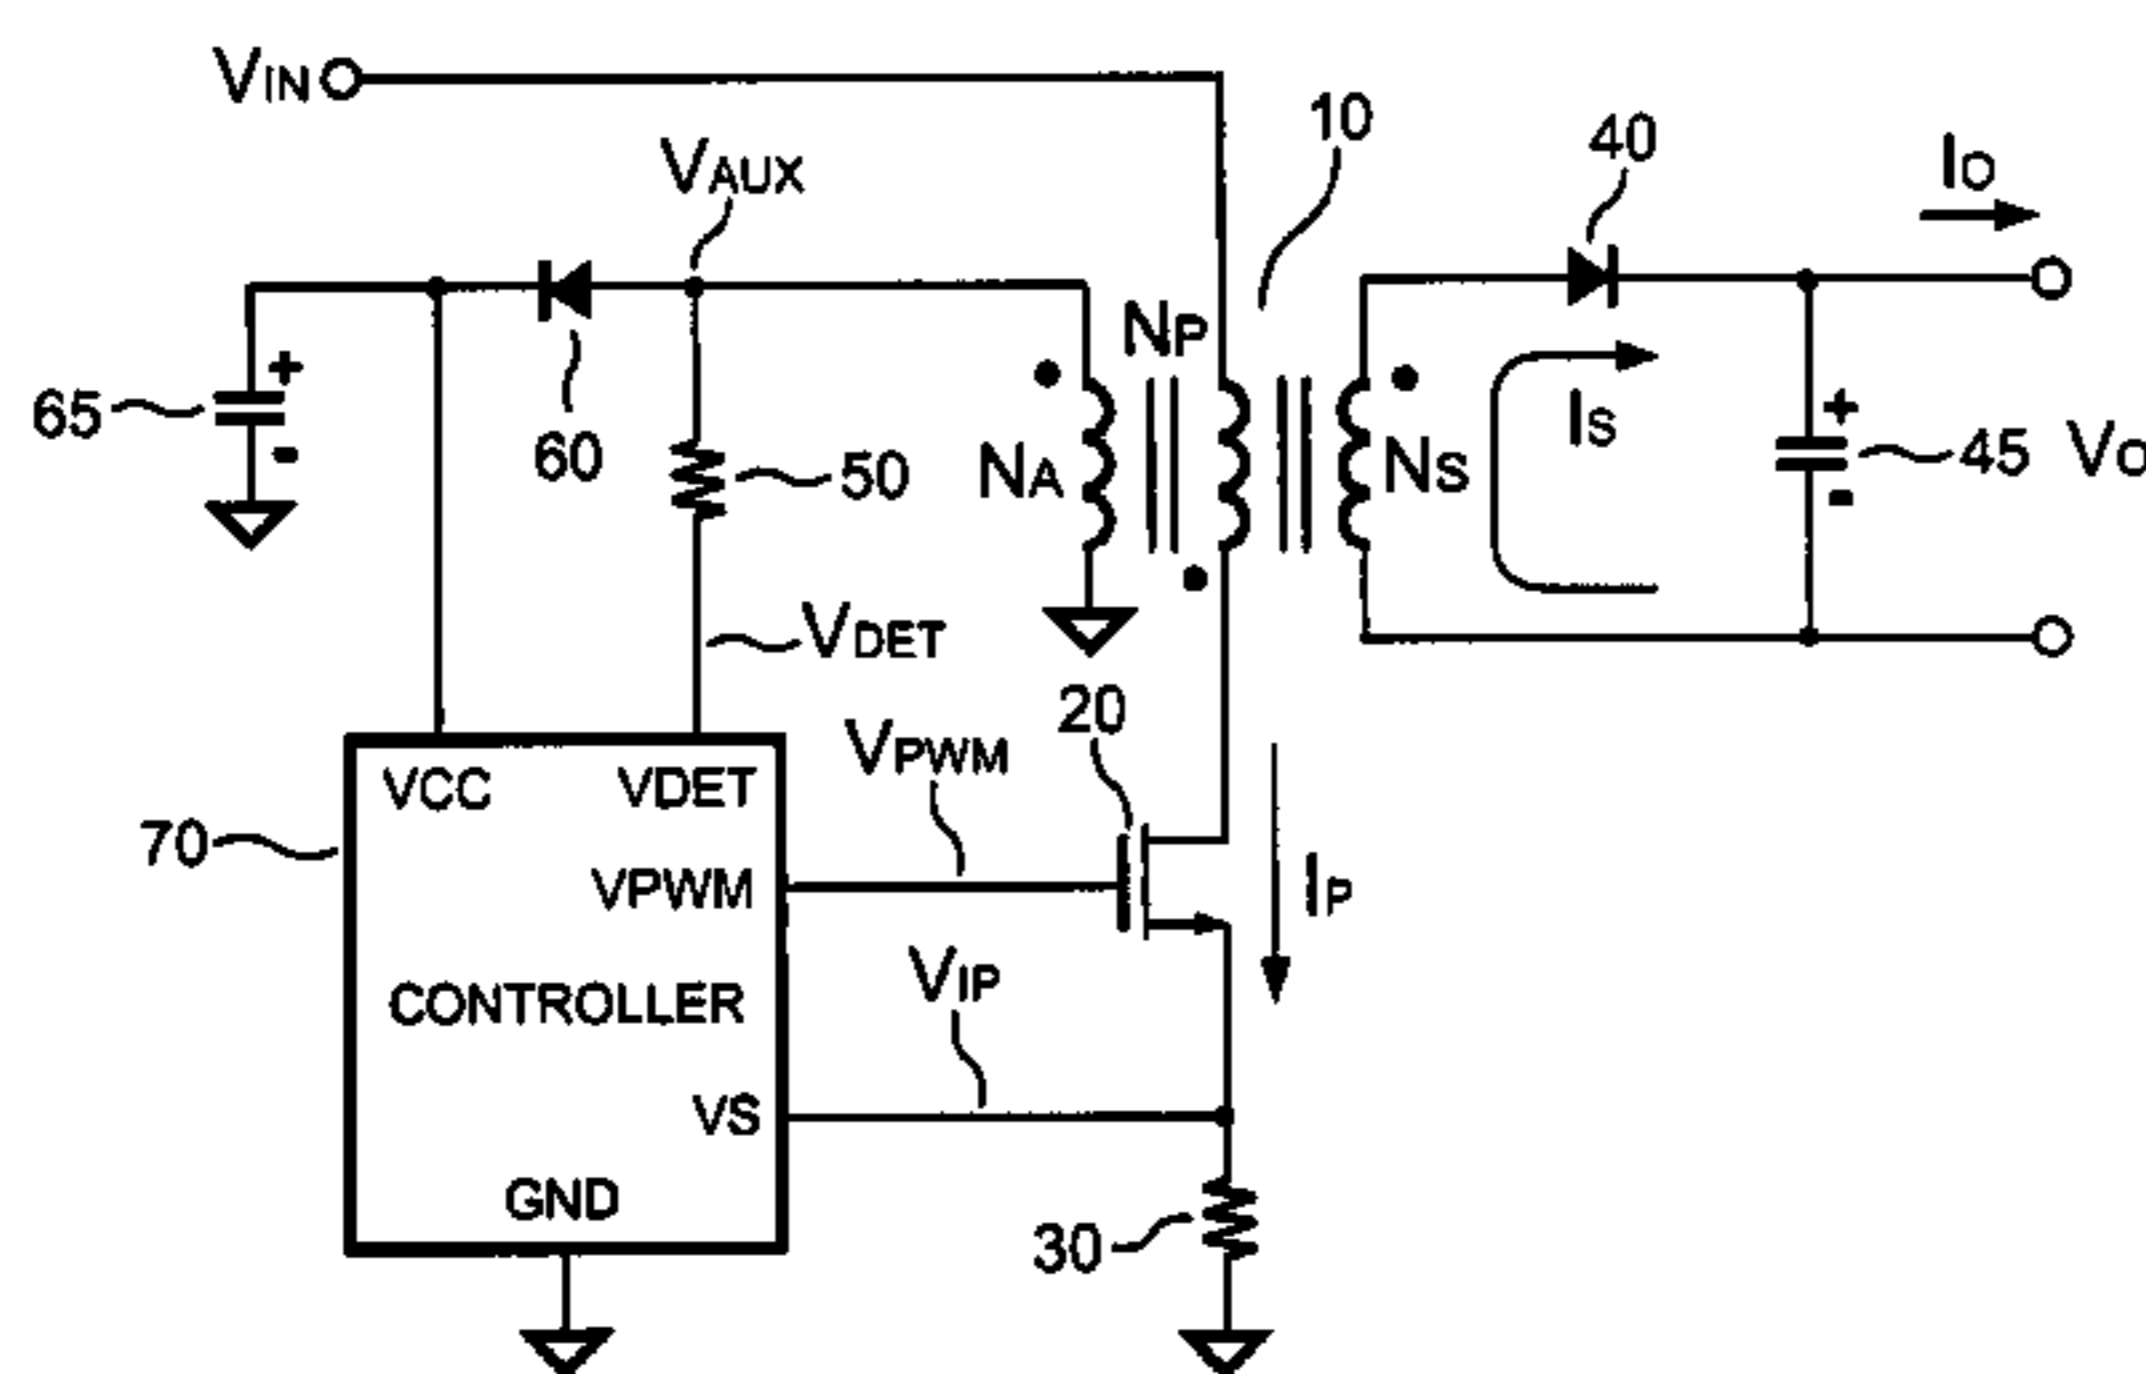 VIN
10
40
IO
VAUX
NP
65
60
50
NA
NS
IS
45
VO
VDET
20
VPWM
VCC
VDET
70
VPWM
IP
VIP
CONTROLLER
VS
GND
30